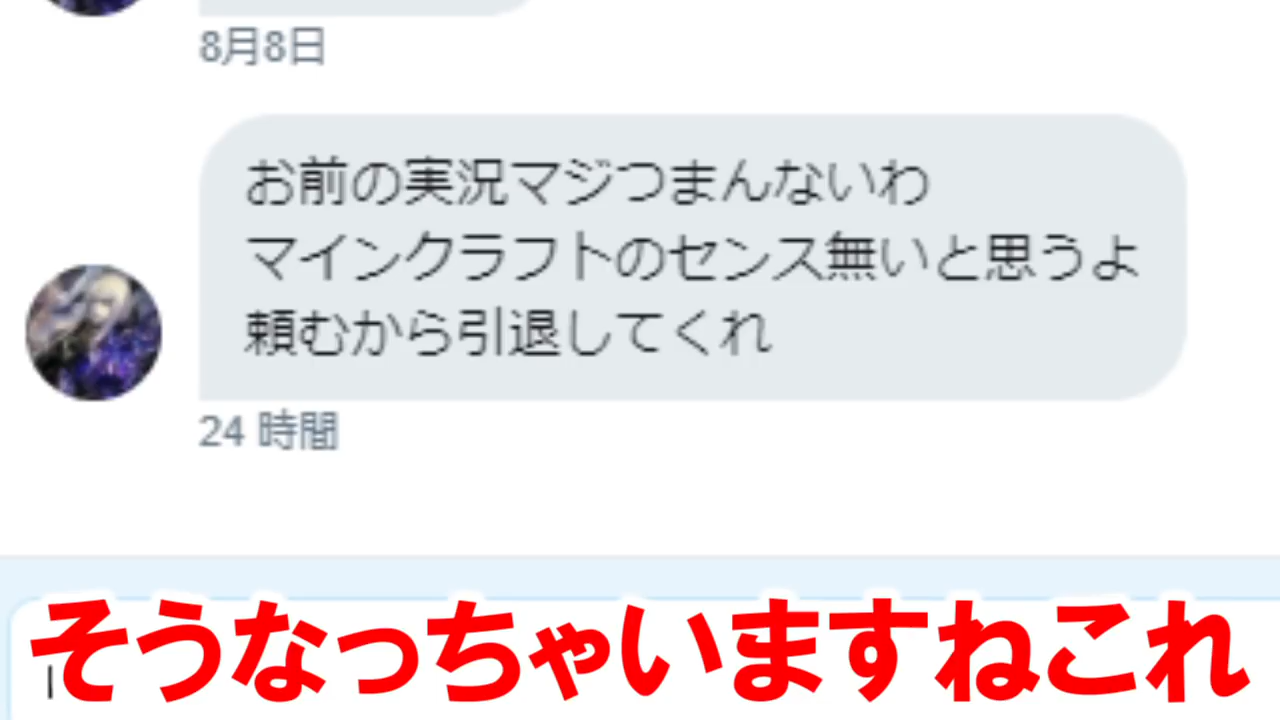 8月8日
お前の実況マジつまんないわ
マインクラフトのセンス無いと思うよ
頼むから引退してくれ
24 時間
そうなっちゃいますねこれ